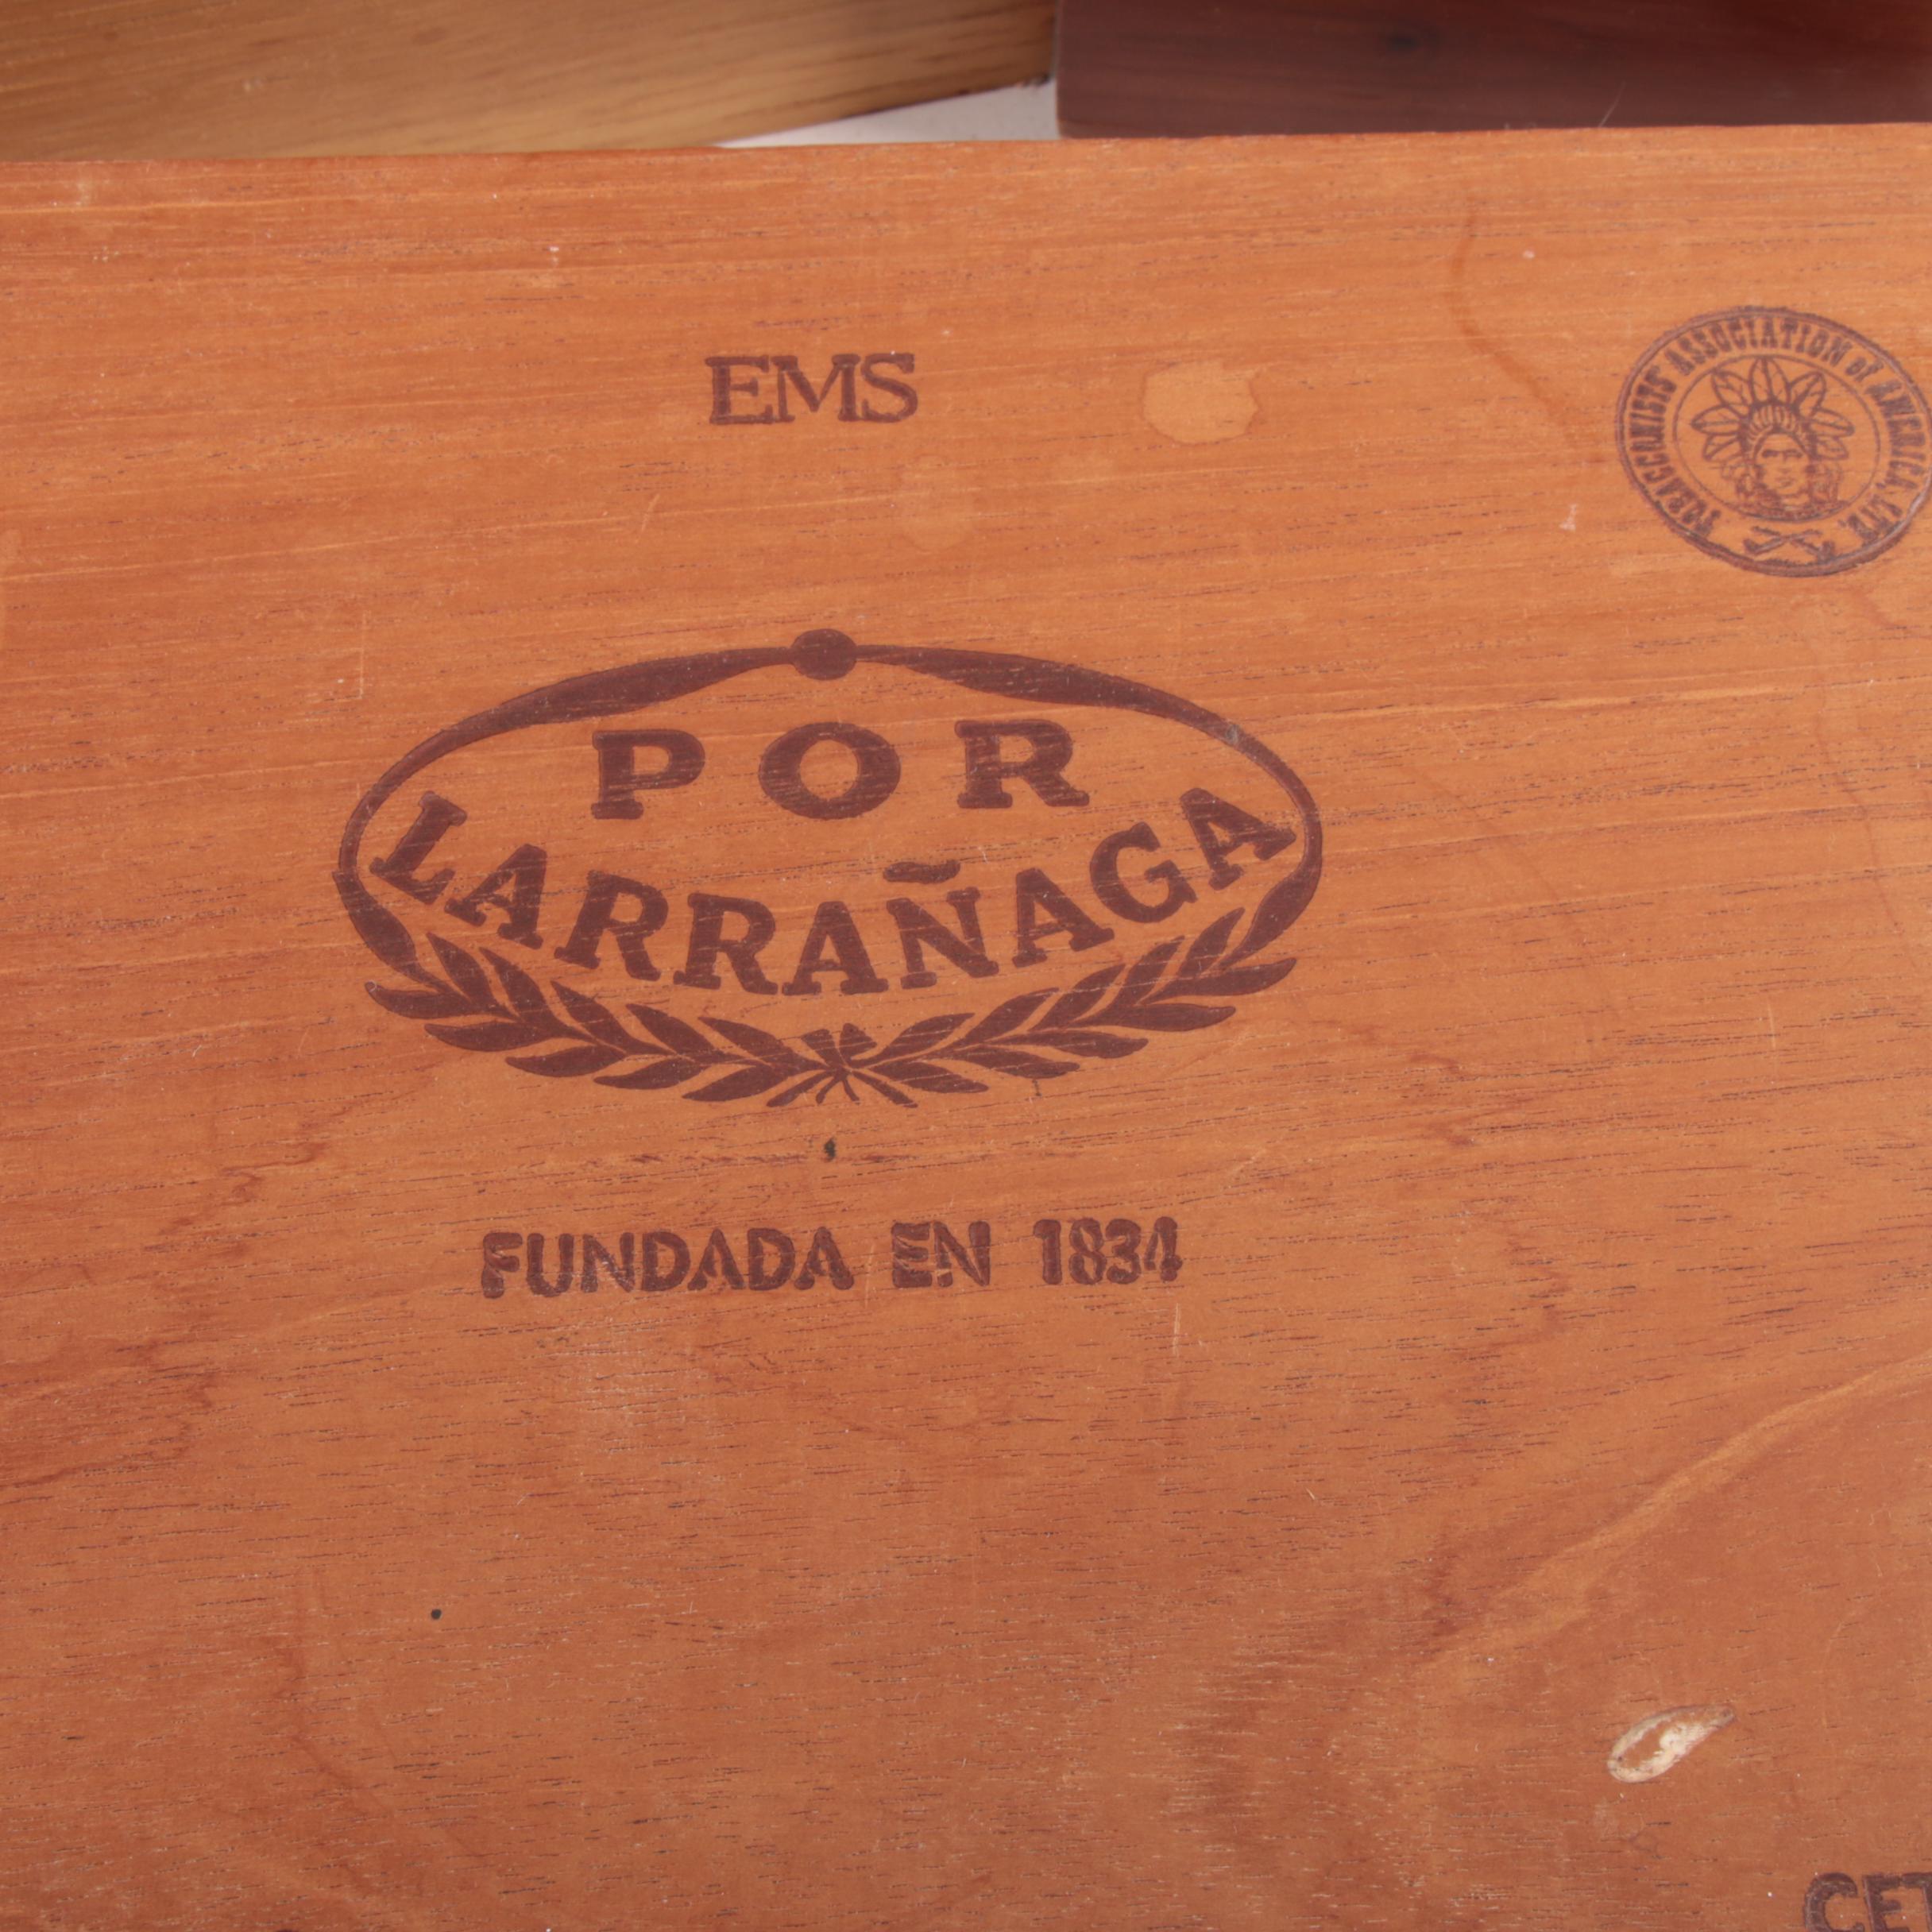 EMS
TOBACCONISTS' ASSOCIATION of AMERICA, LTD.
POR
LARRAÑAGA
FUNDADA EN 1834